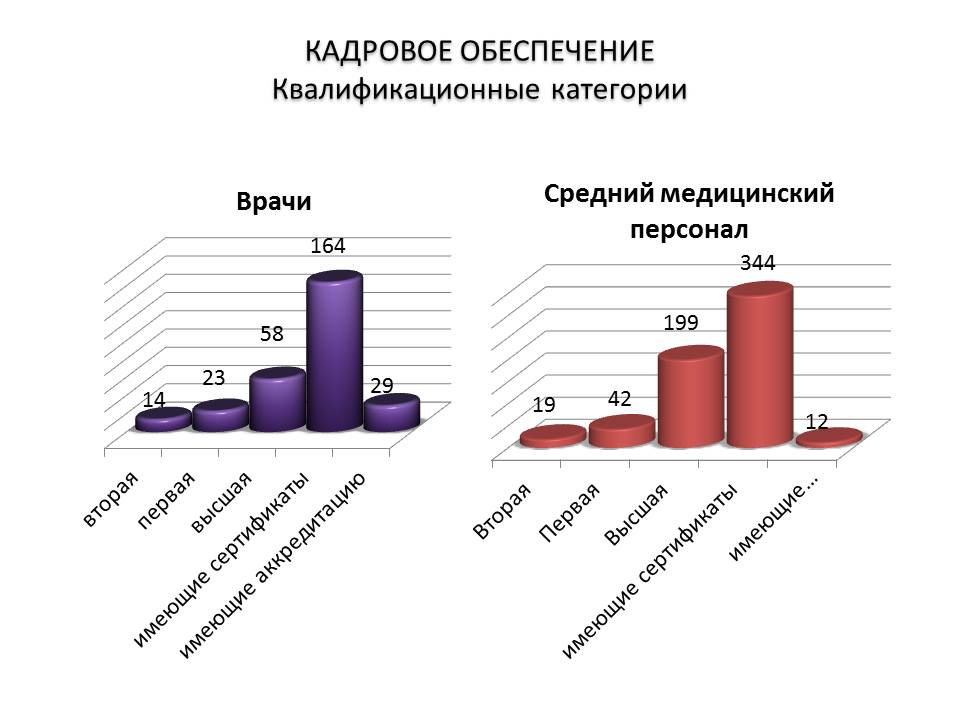 КАДРОВОЕ ОБЕСПЕЧЕНИЕ
Квалификационные категории
Врачи
164
58
23
14
29
вторая
первая
высшая
имеющие сертификаты
имеющие аккредитацию
Средний медицинский
персонал
344
199
42
19
12
Вторая
Первая
Высшая
имеющие сертификаты
имеющие...